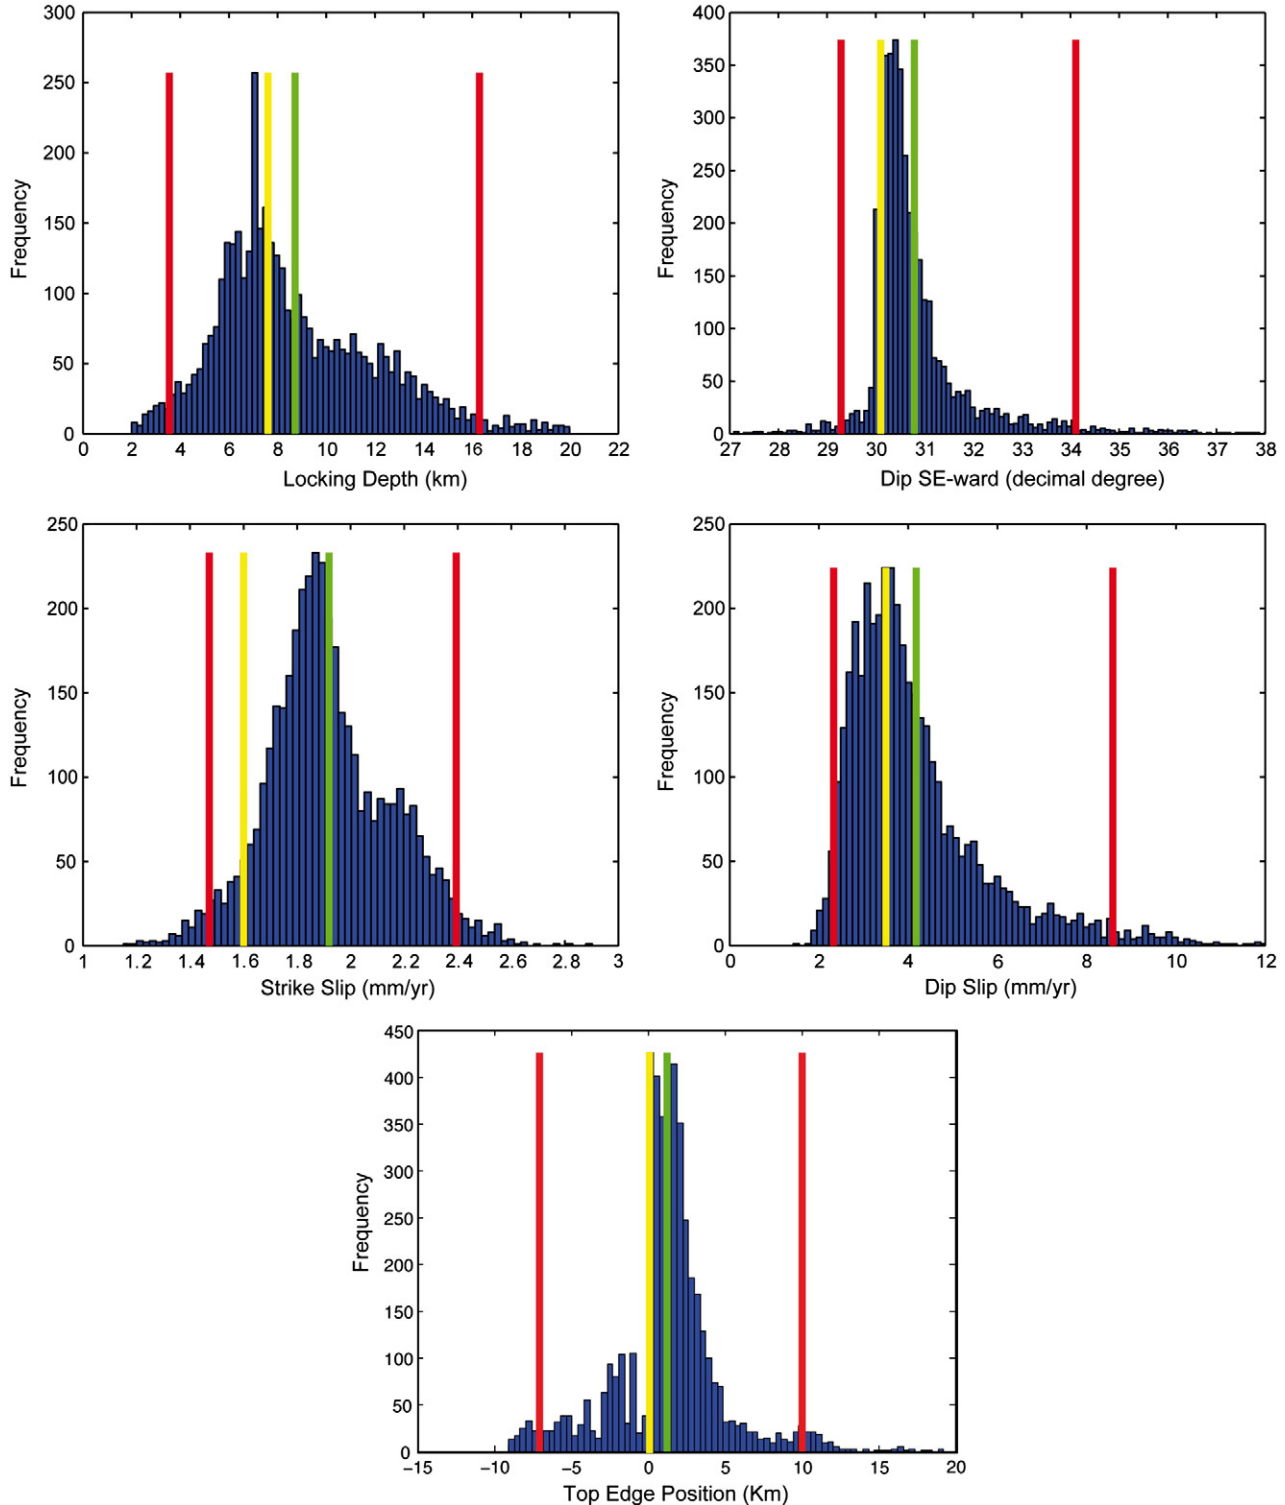 300
250
200
150
100
50
0
Frequency
0 2 4 6 8 10 12 14 16 18 20 22
Locking Depth (km)
400
350
300
250
200
150
100
50
0
Frequency
27 28 29 30 31 32 33 34 35 36 37 38
Dip SE-ward (decimal degree)
250
200
150
100
50
0
Frequency
1 1.2 1.4 1.6 1.8 2 2.2 2.4 2.6 2.8 3
Strike Slip (mm/yr)
250
200
150
100
50
0
Frequency
0 2 4 6 8 10 12
Dip Slip (mm/yr)
450
400
350
300
250
200
150
100
50
0
Frequency
−15 −10 −5 0 5 10 15 20
Top Edge Position (Km)